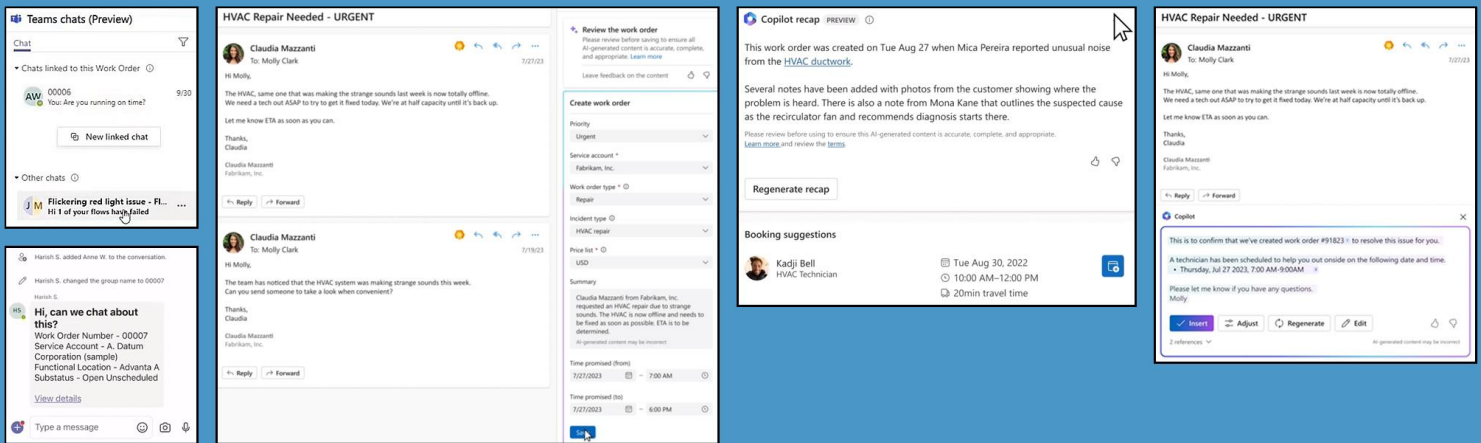 Teams chats (Preview)
Chat
Chats linked to this Work Order
AW
00006
9/30
You: Are you running on time?
New linked chat
Other chats
J M
Flickering red light issue - Fl...
Hi 1 of your flows have failed
Harish S. added Anne W. to the conversation.
Harish S. changed the group name to 00007
Harish S.
HS
Hi, can we chat about
this?
Work Order Number - 00007
Service Account - A. Datum
Corporation (sample)
Functional Location - Advanta A
Substatus - Open Unscheduled
View details
Type a message
HVAC Repair Needed - URGENT
Claudia Mazzanti
To: Molly Clark
7/27/23
Hi Molly,
The HVAC, same one that was making the strange sounds last week is now totally offline.
We need a tech out ASAP to try to get it fixed today. We're at half capacity until it's back up.
Let me know ETA as soon as you can.
Thanks,
Claudia
Claudia Mazzanti
Fabrikam, Inc.
Reply
Forward
Claudia Mazzanti
To: Molly Clark
7/19/23
Hi Molly,
The team has noticed that the HVAC system was making strange sounds this week.
Can you send someone to take a look when convenient?
Thanks,
Claudia
Claudia Mazzanti
Fabrikam, Inc.
Reply
Forward
Review the work order
Please review before saving to ensure all
AI-generated content is accurate, complete,
and appropriate. Learn more
Leave feedback on the content
Create work order
Priority
Urgent
Service account *
Fabrikam, Inc.
Work order type *
Repair
Incident type
HVAC repair
Price list *
USD
Summary
Claudia Mazzanti from Fabrikam, Inc.
requested an HVAC repair due to strange
sounds. The HVAC is now offline and needs to
be fixed as soon as possible. ETA is to be
determined.
AI-generated content may be incorrect
Time promised (from)
7/27/2023 – 7:00 AM
Time promised (to)
7/27/2023 – 6:00 PM
Save
Copilot recap PREVIEW
This work order was created on Tue Aug 27 when Mica Pereira reported unusual noise
from the HVAC ductwork.
Several notes have been added with photos from the customer showing where the
problem is heard. There is also a note from Mona Kane that outlines the suspected cause
as the recirculator fan and recommends diagnosis starts there.
Please review before using to ensure this AI-generated content is accurate, complete, and appropriate.
Learn more and review the terms
Regenerate recap
Booking suggestions
Kadji Bell
HVAC Technician
Tue Aug 30, 2022
10:00 AM–12:00 PM
20min travel time
HVAC Repair Needed - URGENT
Claudia Mazzanti
To: Molly Clark
7/27/23
Hi Molly,
The HVAC, same one that was making the strange sounds last week is now totally offline.
We need a tech out ASAP to try to get it fixed today. We're at half capacity until it's back up.
Let me know ETA as soon as you can.
Thanks,
Claudia
Claudia Mazzanti
Fabrikam, Inc.
Reply
Forward
Copilot
This is to confirm that we've created work order #91823 to resolve this issue for you.
A technician has been scheduled to help you out onside on the following date and time.
• Thursday, Jul 27 2023, 7:00 AM-9:00AM
Please let me know if you have any questions.
Molly
Insert
Adjust
Regenerate
Edit
2 references
AI-generated content may be incorrect